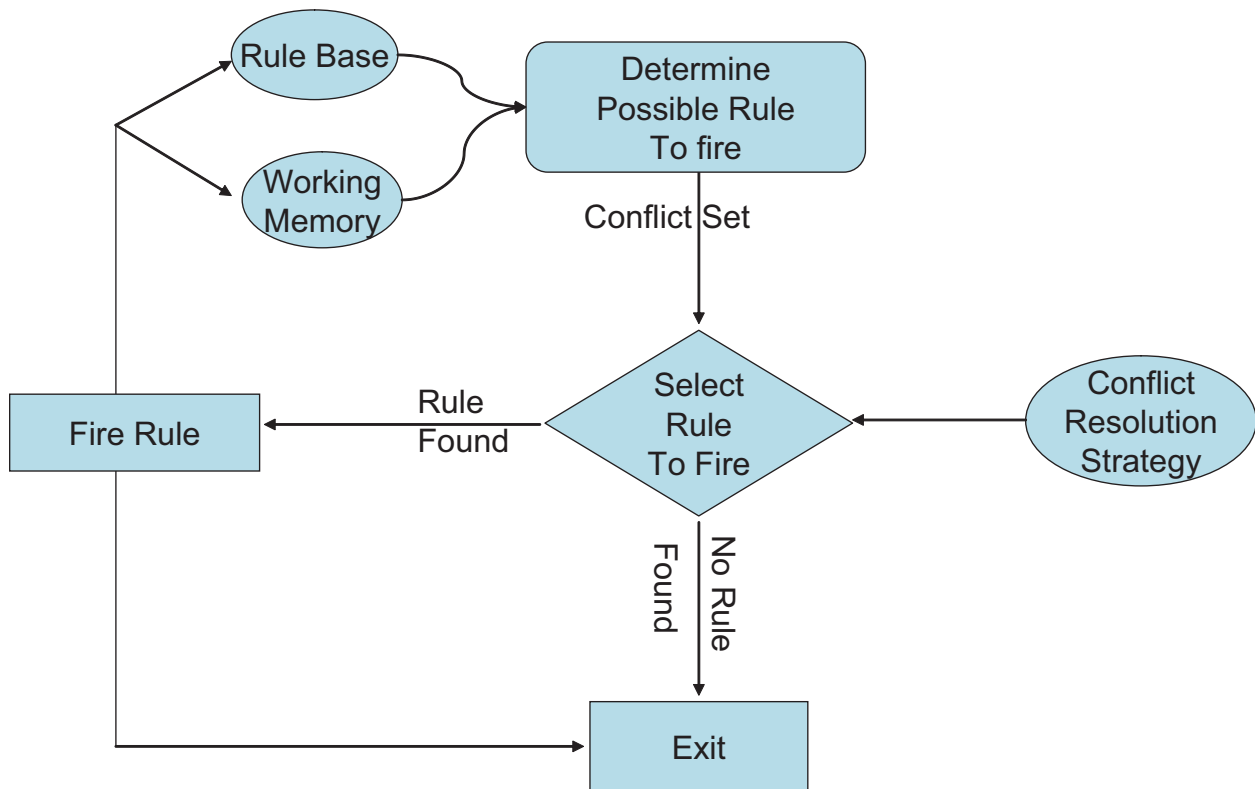 Rule Base
Determine
Possible Rule
To fire
Working
Memory
Conflict Set
Select
Rule
To Fire
Conflict
Resolution
Strategy
Rule
Found
Fire Rule
No Rule
Found
Exit